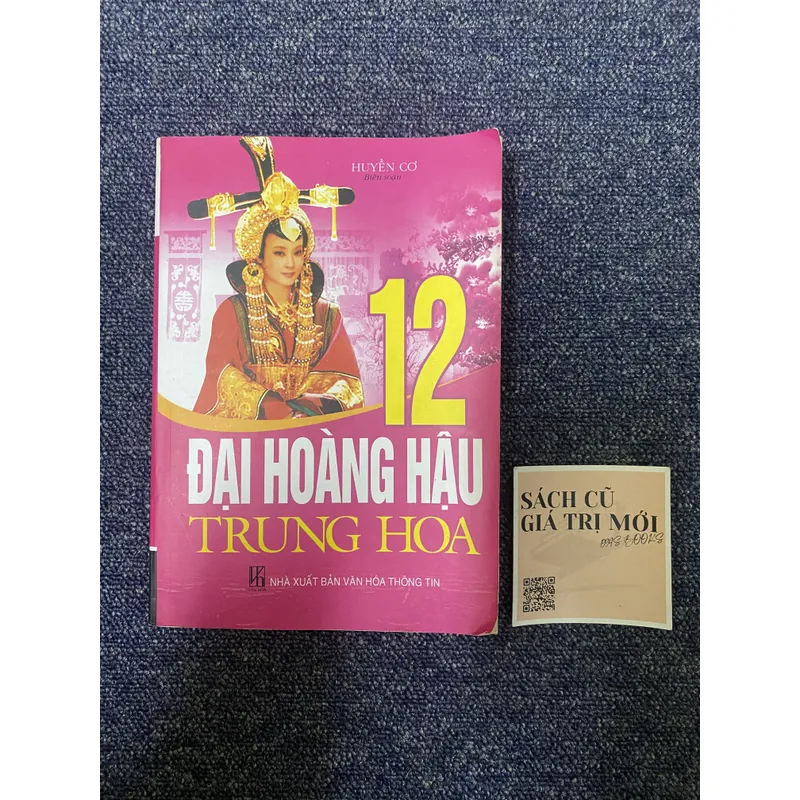 HUYỀN CƠ
Biên soạn
12
ĐẠI HOÀNG HẬU
TRUNG HOA
NHÀ XUẤT BẢN VĂN HÓA THÔNG TIN
SÁCH CŨ
GIÁ TRỊ MỚI